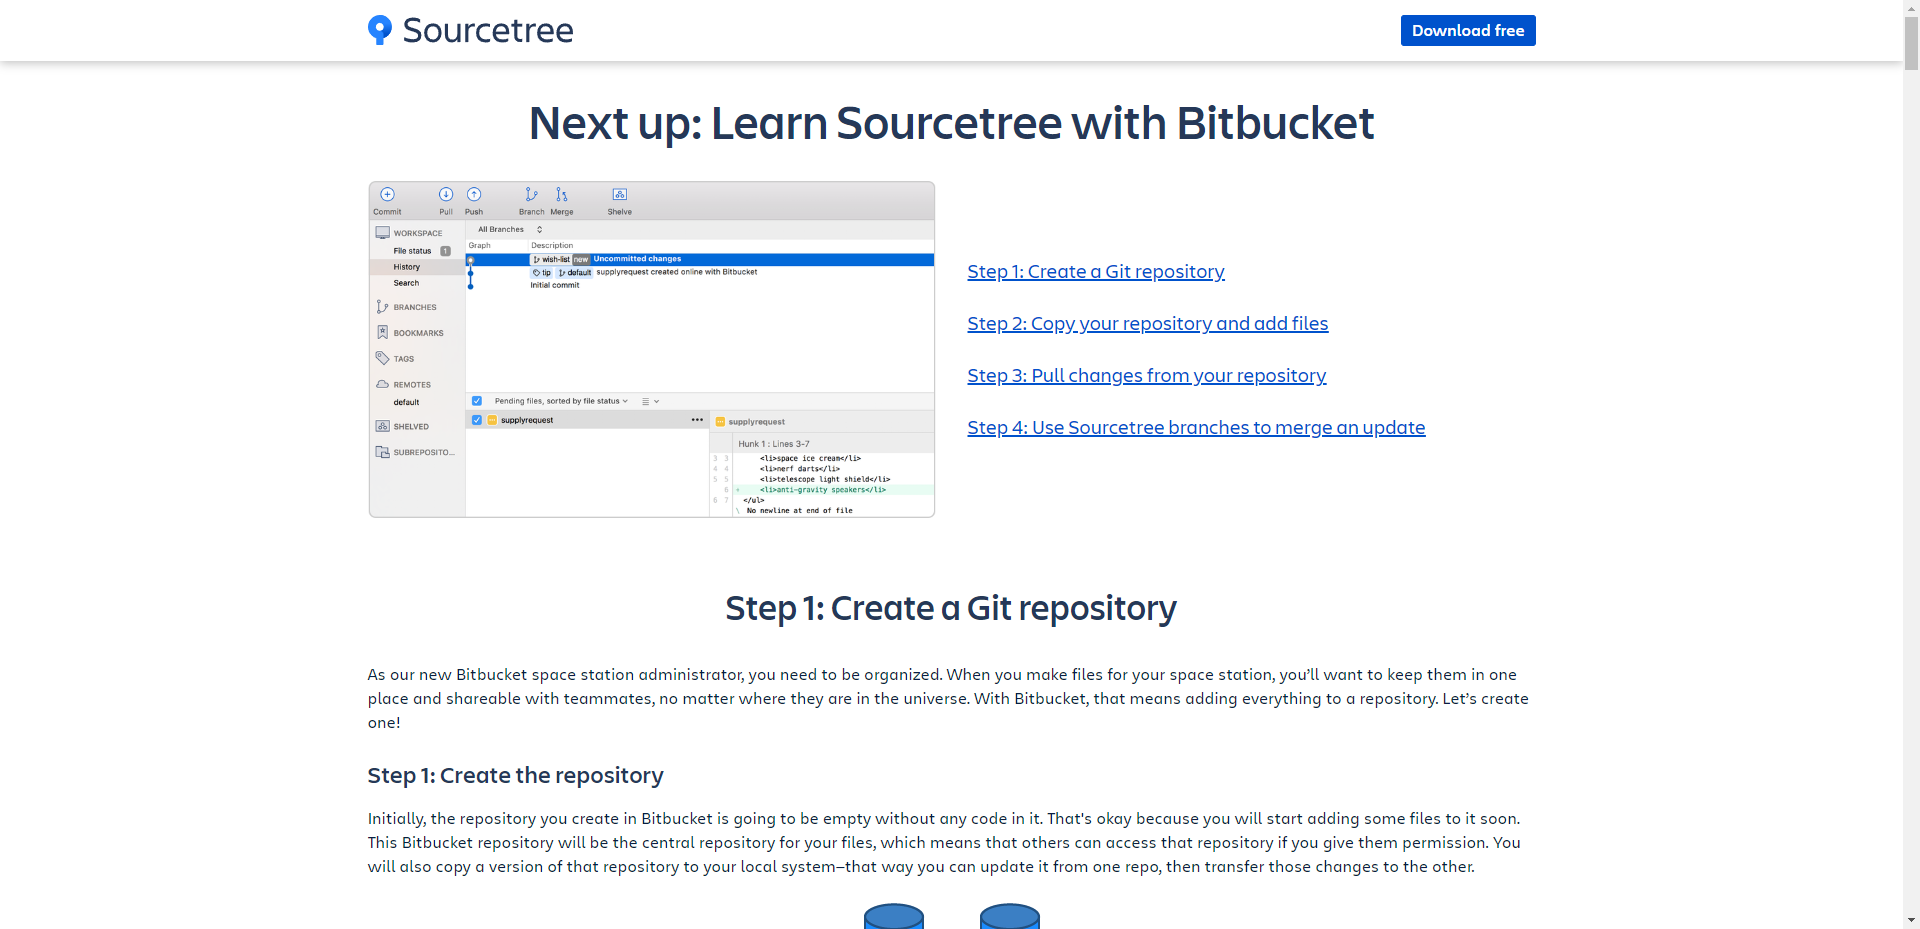 Sourcetree
Download free
Next up: Learn Sourcetree with Bitbucket
Commit Pull Push Branch Merge Shelve
WORKSPACE
File status 1
History
Search
BRANCHES
BOOKMARKS
TAGS
REMOTES
default
SHELVED
SUBREPOSITO...
All Branches
Graph Description
wish-list new Uncommitted changes
tip default supplyrequest created online with Bitbucket
Initial commit
Pending files, sorted by file status
supplyrequest
supplyrequest
Hunk 1 : Lines 3-7
3 3 <li>space ice cream</li>
4 4 <li>nerf darts</li>
5 5 <li>telescope light shield</li>
6 + <li>anti-gravity speakers</li>
6 7 </ul>
\ No newline at end of file
Step 1: Create a Git repository
Step 2: Copy your repository and add files
Step 3: Pull changes from your repository
Step 4: Use Sourcetree branches to merge an update
Step 1: Create a Git repository
As our new Bitbucket space station administrator, you need to be organized. When you make files for your space station, you’ll want to keep them in one
place and shareable with teammates, no matter where they are in the universe. With Bitbucket, that means adding everything to a repository. Let’s create
one!
Step 1: Create the repository
Initially, the repository you create in Bitbucket is going to be empty without any code in it. That's okay because you will start adding some files to it soon.
This Bitbucket repository will be the central repository for your files, which means that others can access that repository if you give them permission. You
will also copy a version of that repository to your local system—that way you can update it from one repo, then transfer those changes to the other.